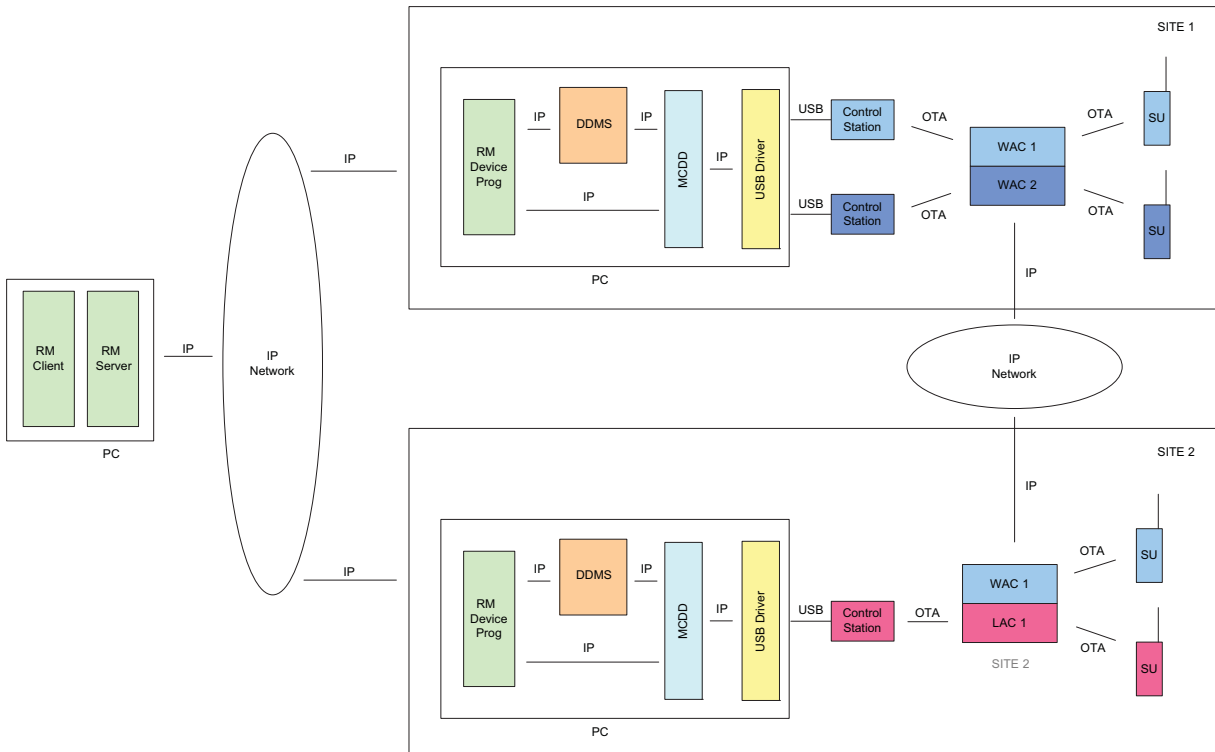 SITE 1
IP
RM
Device
Prog
IP
DDMS
IP
MCDD
IP
USB Driver
IP
PC
USB
Control
Station
OTA
USB
Control
Station
OTA
WAC 1
WAC 2
OTA
SU
OTA
SU
IP
RM
Client
RM
Server
PC
IP
IP
Network
IP
Network
IP
SITE 2
IP
RM
Device
Prog
IP
DDMS
IP
MCDD
IP
USB Driver
IP
PC
USB
Control
Station
OTA
WAC 1
LAC 1
SITE 2
OTA
SU
OTA
SU